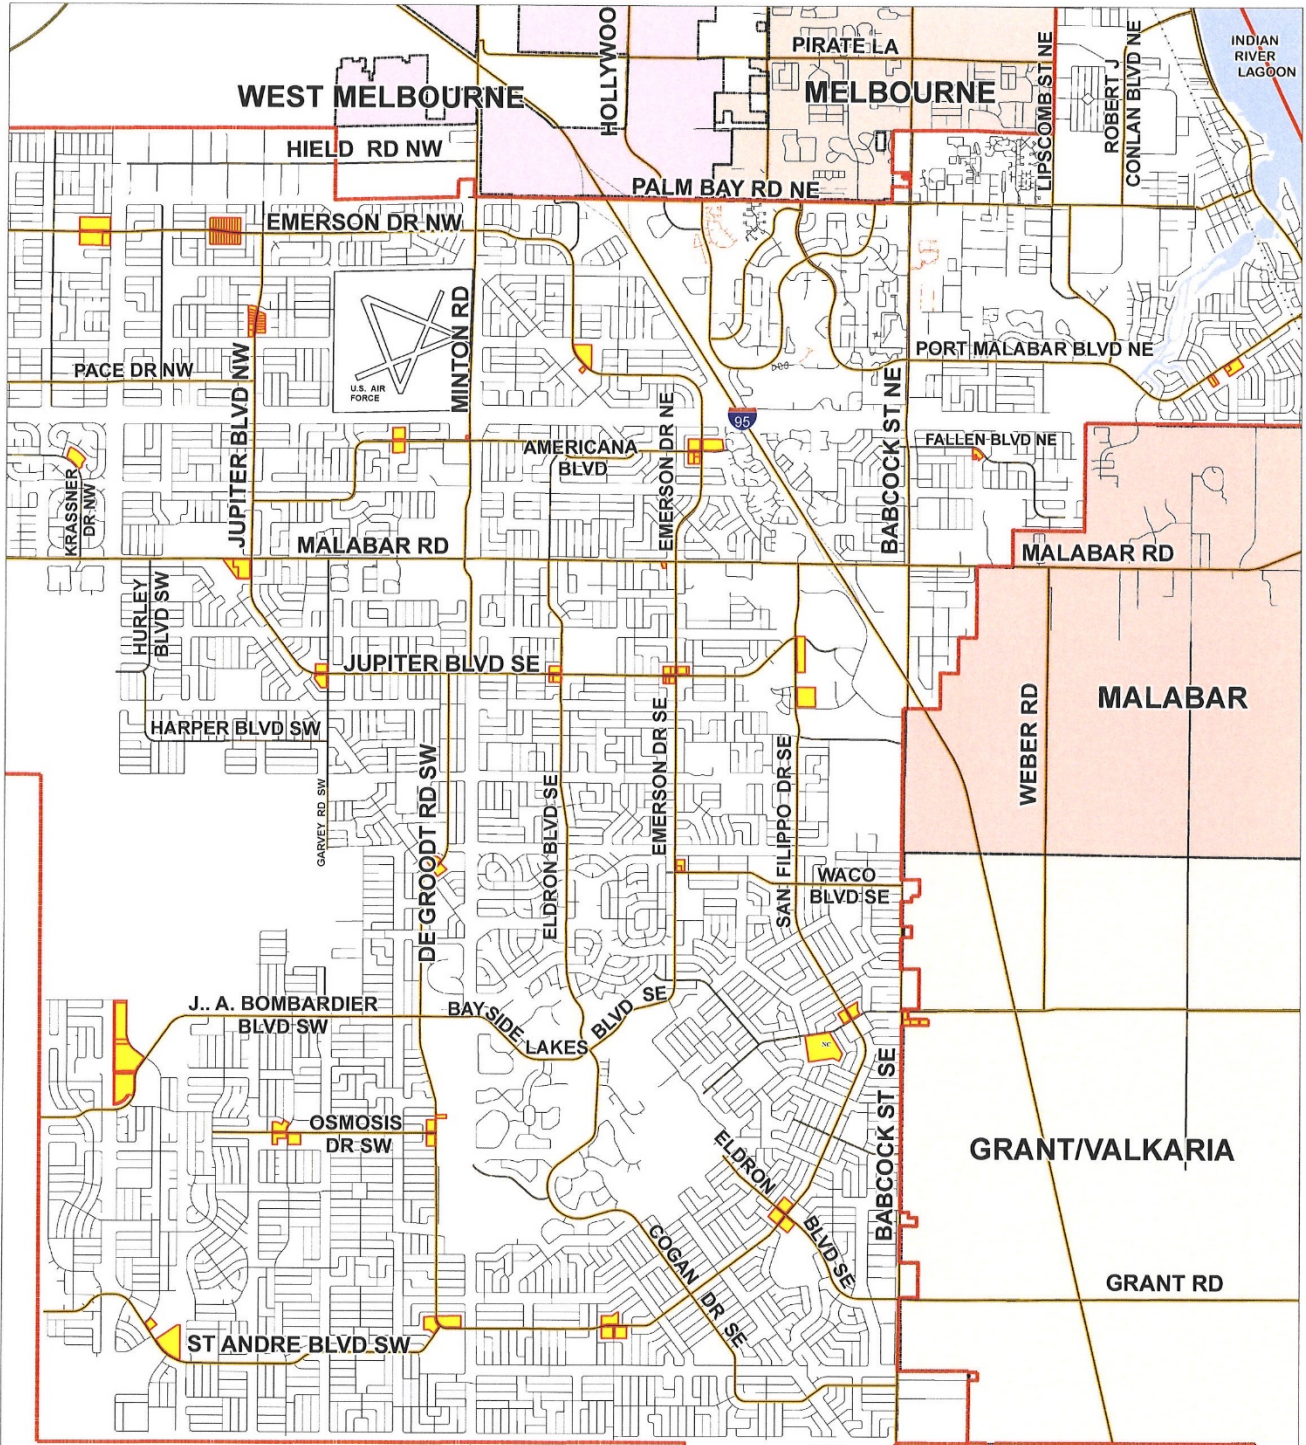 PIRATE LA
HOLLYWOO
INDIAN
RIVER
LAGOON
LIPSCOMB ST NE
ROBERT J
CONLAN BLVD NE
WEST MELBOURNE
MELBOURNE
HIELD RD NW
PALM BAY RD NE
EMERSON DR NW
MINTON RD
U.S. AIR
FORCE
PORT MALABAR BLVD NE
PACE DR NW
JUPITER BLVD NW
95
BABCOCK ST NE
EMERSON DR NE
AMERICANA
BLVD
FALLEN BLVD NE
KRASSNER
DR NW
MALABAR RD
MALABAR RD
HURLEY
BLVD SW
JUPITER BLVD SE
WEBER RD
MALABAR
HARPER BLVD SW
GARVEY RD SW
DE GROODT RD SW
ELDRON BLVD SE
EMERSON DR SE
SAN FILIPPO DR SE
WACO
BLVD SE
J.. A. BOMBARDIER
BLVD SW
BAYSIDE
LAKES
BLVD SE
NC
BABCOCK ST SE
OSMOSIS
DR SW
GRANT/VALKARIA
ELDRON
BLVD SE
COGAN
DR SE
GRANT RD
ST ANDRE BLVD SW